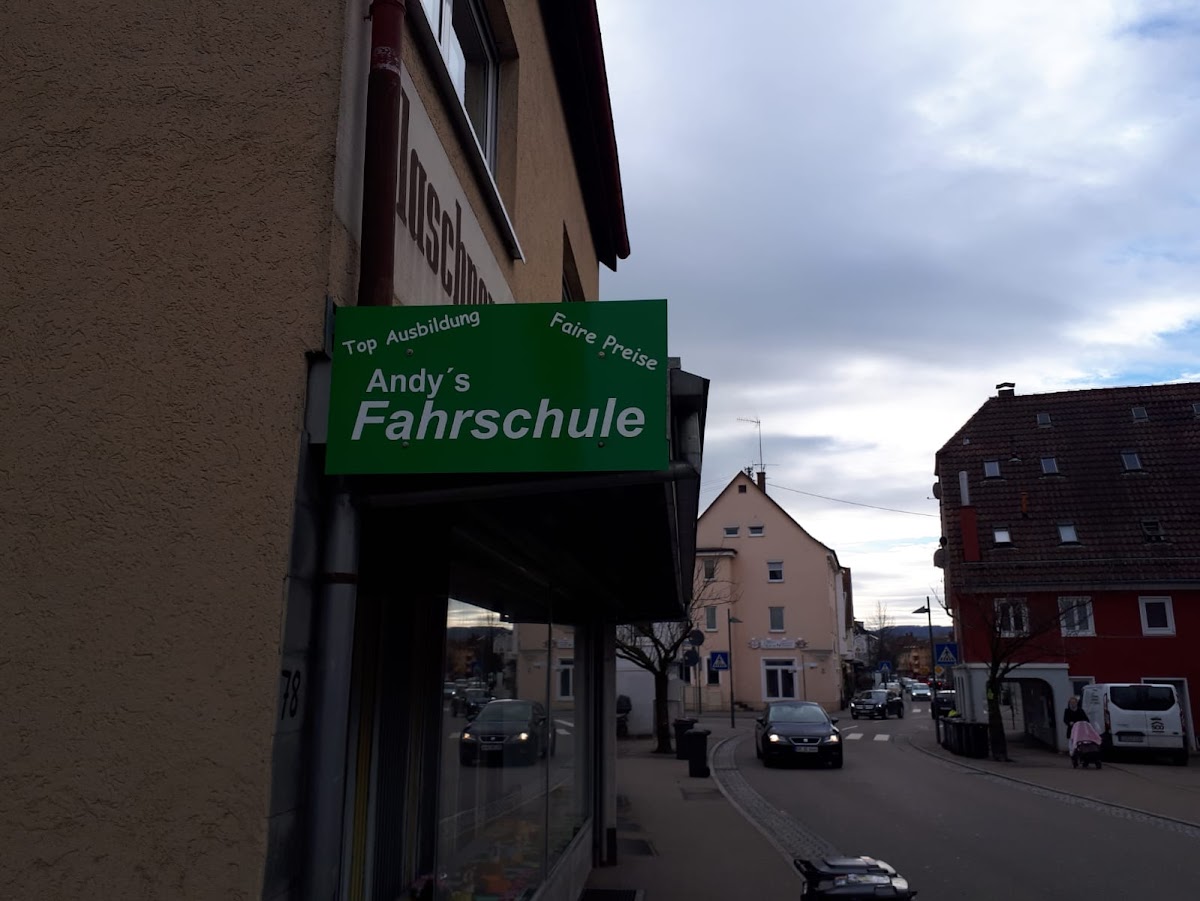 Top Ausbildung
Faire Preise
Andy´s
Fahrschule
78